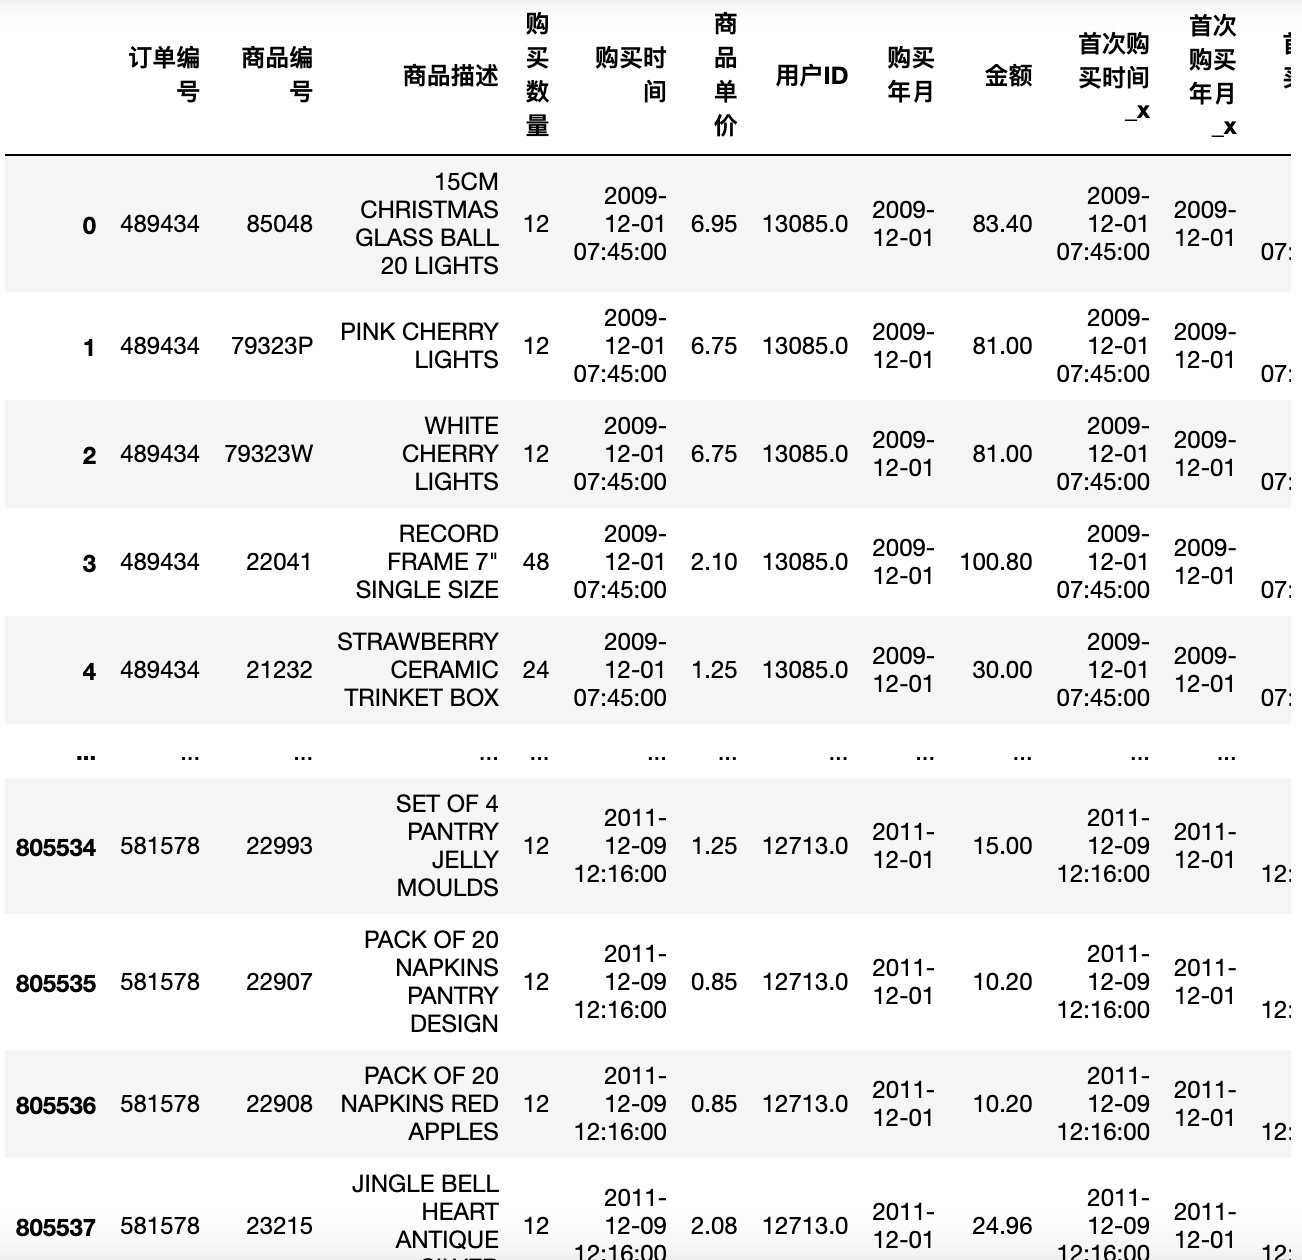 订单编号 商品编号 商品描述 购买数量 购买时间 商品单价 用户ID 购买年月 金额 首次购买时间_x 首次购买年月_x
0 489434 85048 15CM CHRISTMAS GLASS BALL 20 LIGHTS 12 2009-12-01 07:45:00 6.95 13085.0 2009-12-01 83.40 2009-12-01 07:45:00 2009-12-01 07:
1 489434 79323P PINK CHERRY LIGHTS 12 2009-12-01 07:45:00 6.75 13085.0 2009-12-01 81.00 2009-12-01 07:45:00 2009-12-01 07:
2 489434 79323W WHITE CHERRY LIGHTS 12 2009-12-01 07:45:00 6.75 13085.0 2009-12-01 81.00 2009-12-01 07:45:00 2009-12-01 07:
3 489434 22041 RECORD FRAME 7" SINGLE SIZE 48 2009-12-01 07:45:00 2.10 13085.0 2009-12-01 100.80 2009-12-01 07:45:00 2009-12-01 07:
4 489434 21232 STRAWBERRY CERAMIC TRINKET BOX 24 2009-12-01 07:45:00 1.25 13085.0 2009-12-01 30.00 2009-12-01 07:45:00 2009-12-01 07:
... ... ... ... ... ... ... ... ... ... ... ...
805534 581578 22993 SET OF 4 PANTRY JELLY MOULDS 12 2011-12-09 12:16:00 1.25 12713.0 2011-12-01 15.00 2011-12-09 12:16:00 2011-12-01 12:
805535 581578 22907 PACK OF 20 NAPKINS PANTRY DESIGN 12 2011-12-09 12:16:00 0.85 12713.0 2011-12-01 10.20 2011-12-09 12:16:00 2011-12-01 12:
805536 581578 22908 PACK OF 20 NAPKINS RED APPLES 12 2011-12-09 12:16:00 0.85 12713.0 2011-12-01 10.20 2011-12-09 12:16:00 2011-12-01 12:
805537 581578 23215 JINGLE BELL HEART ANTIQUE 12 2011-12-09 12:16:00 2.08 12713.0 2011-12-01 24.96 2011-12-09 12:16:00 2011-12-01 12: